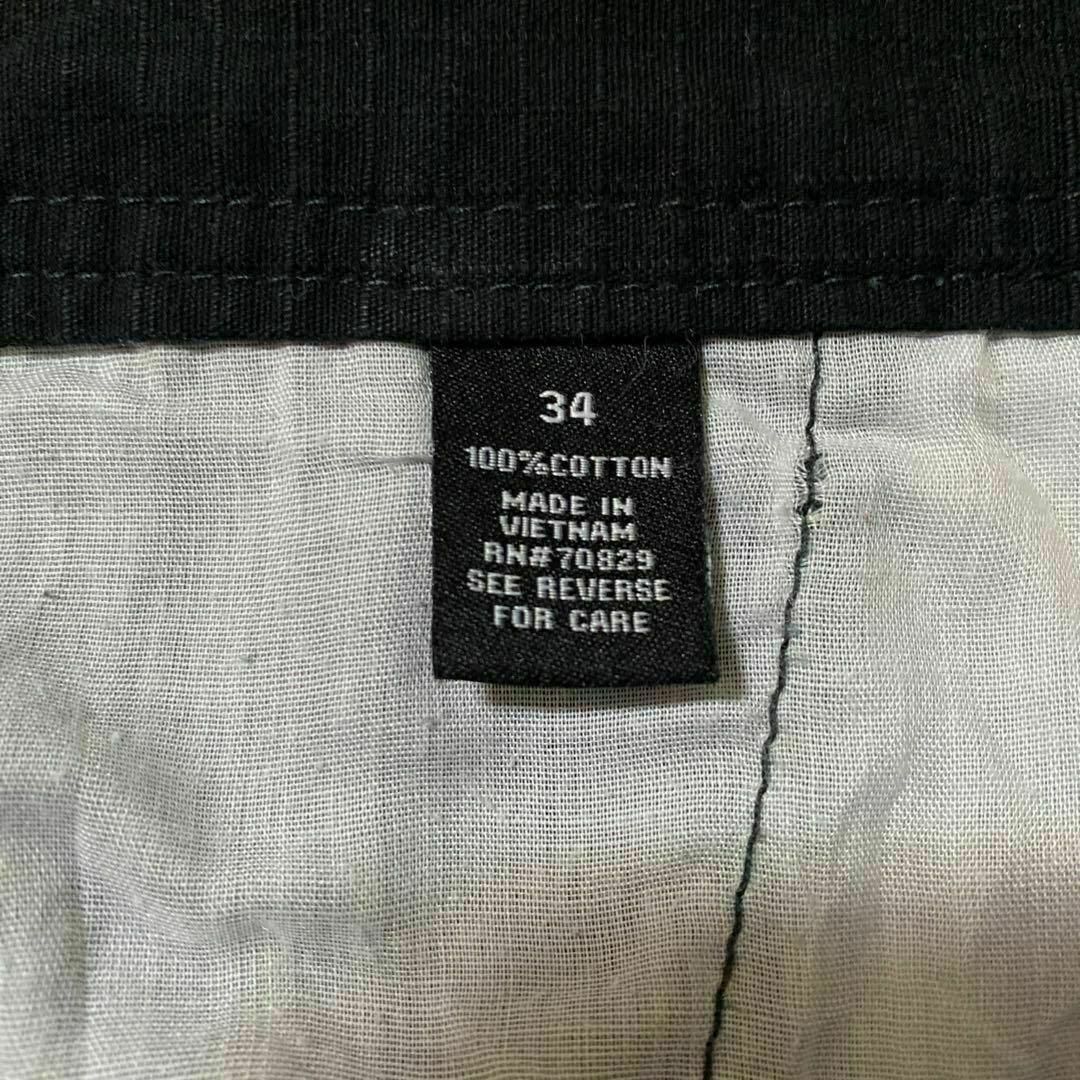 34
100%COTTON
MADE IN
VIETNAM
RN#70829
SEE REVERSE
FOR CARE